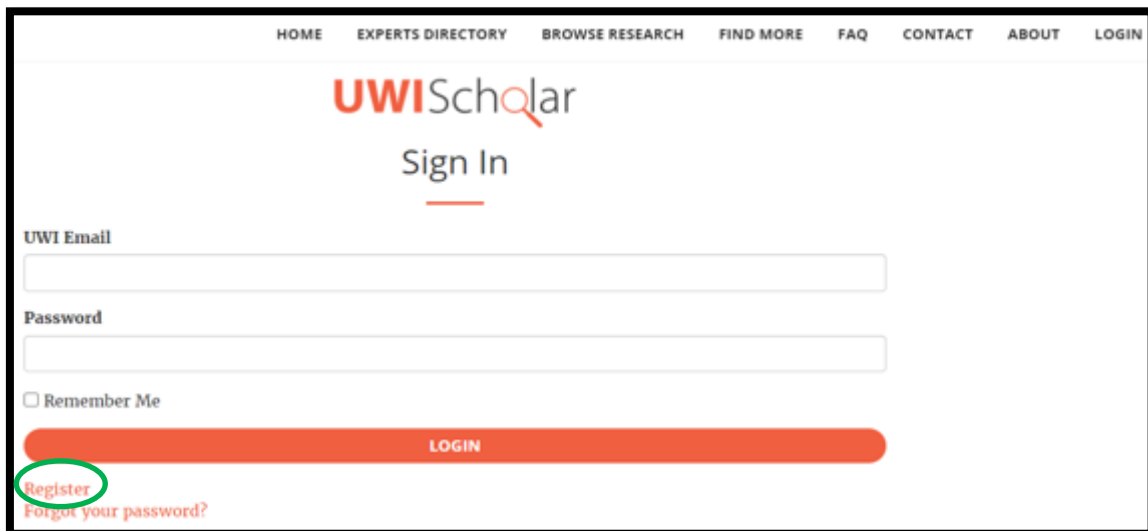 HOME EXPERTS DIRECTORY BROWSE RESEARCH FIND MORE FAQ CONTACT ABOUT LOGIN
UWIScholar
Sign In
UWI Email
Password
Remember Me
LOGIN
Register
Forgot your password?